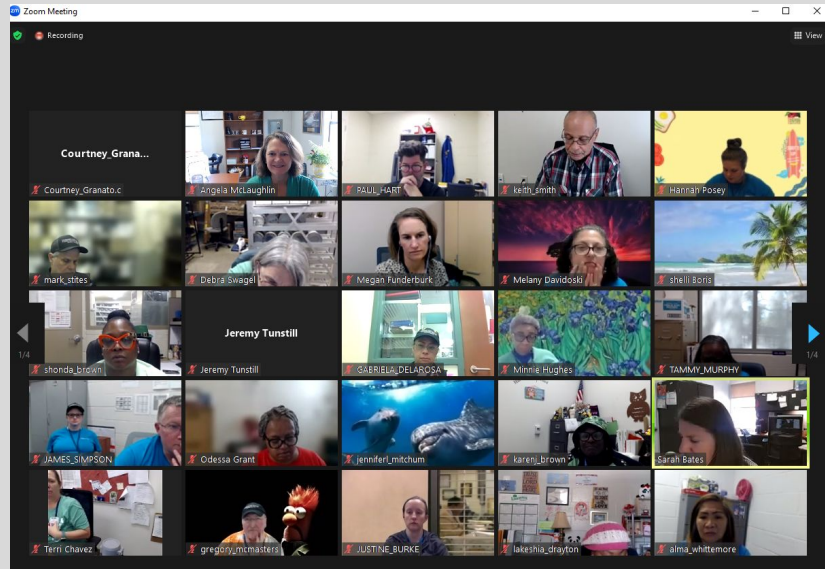 zm Zoom Meeting
Recording
View
Courtney_Grana...
Courtney_Granato.c
Angela McLaughlin
PAUL_HART
keith_smith
Hannah Posey
mark_stites
Debra Swagel
Megan Funderburk
Melany Davidoski
shelli Boris
1/4
1/4
shonda_brown
Jeremy Tunstill
Jeremy Tunstill
GABRIELA_DELAROSA
Minnie Hughes
TAMMY_MURPHY
JAMES_SIMPSON
Odessa Grant
jenniferl_mitchum
karenj_brown
Sarah Bates
Terri Chavez
gregory_mcmasters
JUSTINE_BURKE
lakeshia_drayton
alma_whittemore